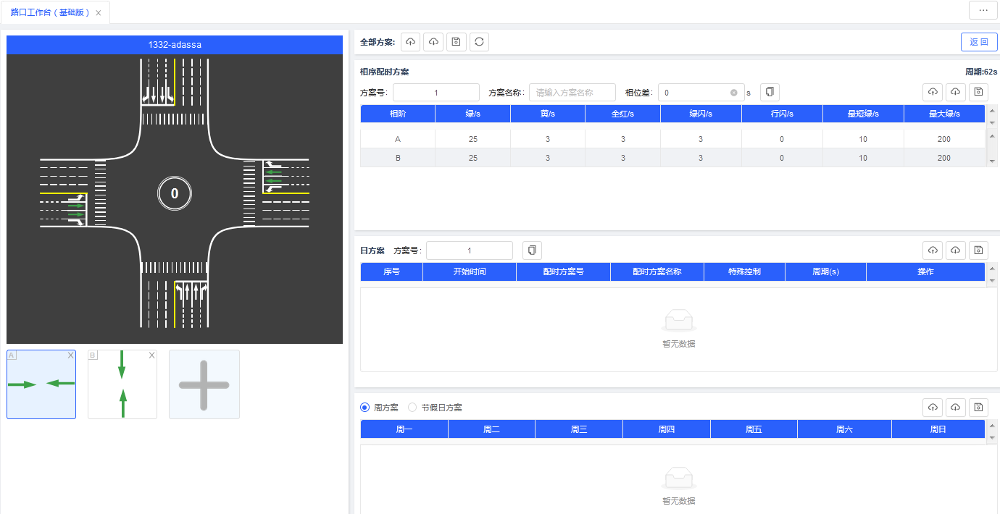 路口工作台（基础版） X
···
1332-adassa
0
A X
B X
全部方案:
返 回
相序配时方案
周期:62s
方案号: 1 方案名称: 请输入方案名称 相位差: 0 s
相阶 绿/s 黄/s 全红/s 绿闪/s 行闪/s 最短绿/s 最大绿/s
A 25 3 3 3 0 10 200
B 25 3 3 3 0 10 200
日方案 方案号: 1
序号 开始时间 配时方案号 配时方案名称 特殊控制 周期(s) 操作
暂无数据
周方案 节假日方案
周一 周二 周三 周四 周五 周六 周日
暂无数据